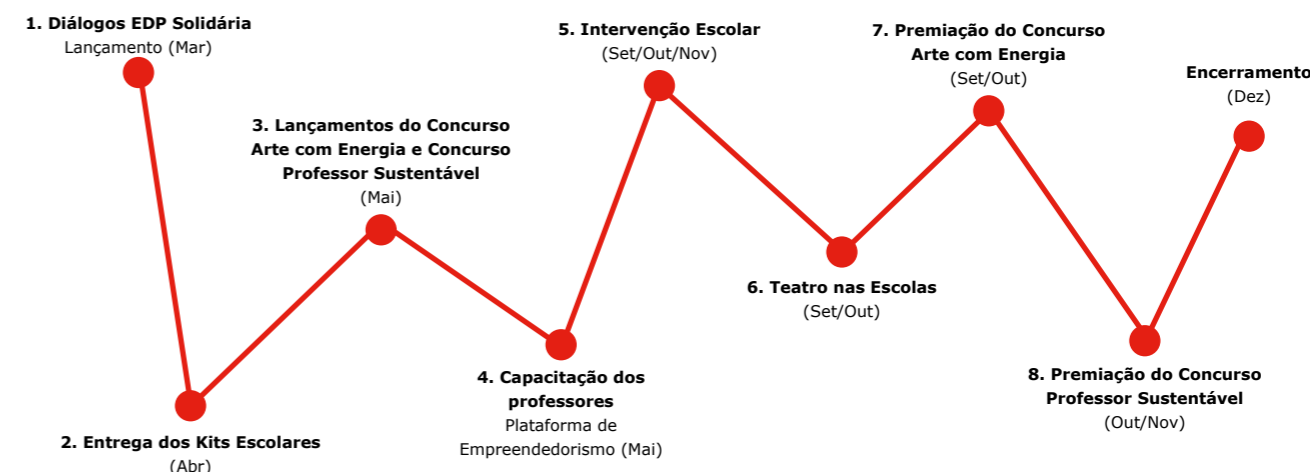 1. Diálogos EDP Solidária
Lançamento (Mar)
2. Entrega dos Kits Escolares
(Abr)
3. Lançamentos do Concurso
Arte com Energia e Concurso
Professor Sustentável
(Mai)
4. Capacitação dos
professores
Plataforma de
Empreendedorismo (Mai)
5. Intervenção Escolar
(Set/Out/Nov)
6. Teatro nas Escolas
(Set/Out)
7. Premiação do Concurso
Arte com Energia
(Set/Out)
8. Premiação do Concurso
Professor Sustentável
(Out/Nov)
Encerramento
(Dez)